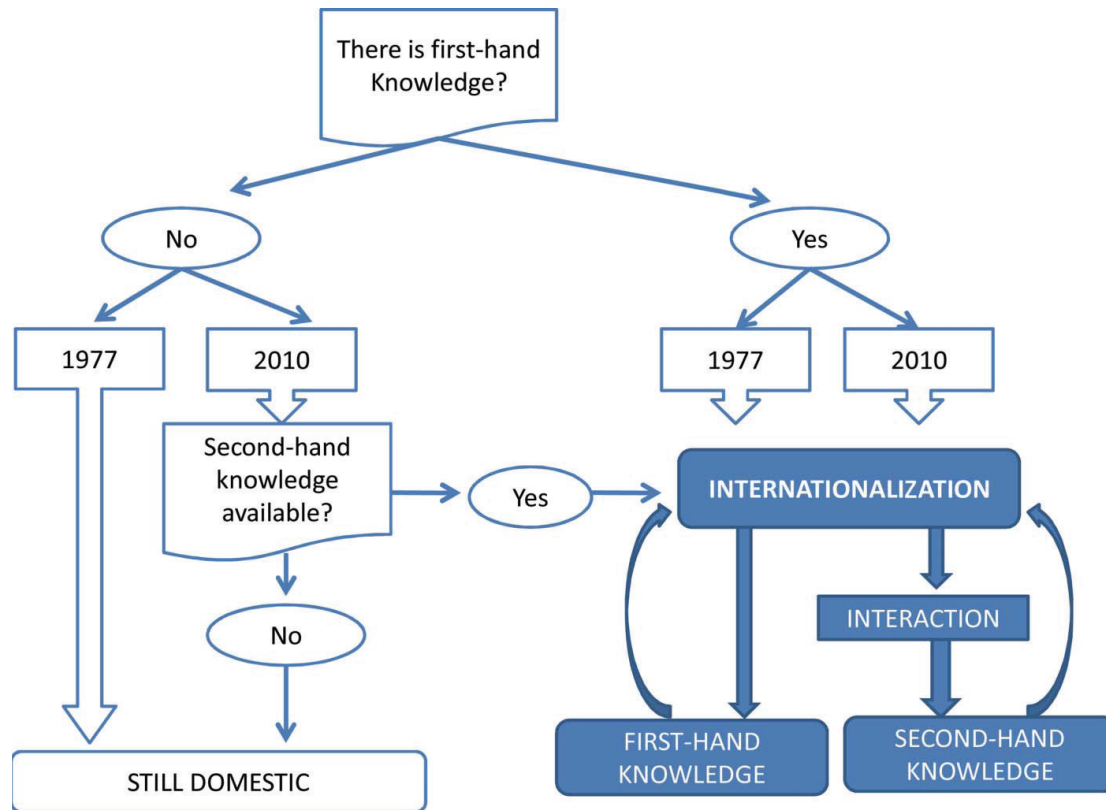 There is first-hand
Knowledge?
No
Yes
1977
2010
1977
2010
Second-hand
knowledge
available?
Yes
INTERNATIONALIZATION
No
INTERACTION
FIRST-HAND
KNOWLEDGE
SECOND-HAND
KNOWLEDGE
STILL DOMESTIC